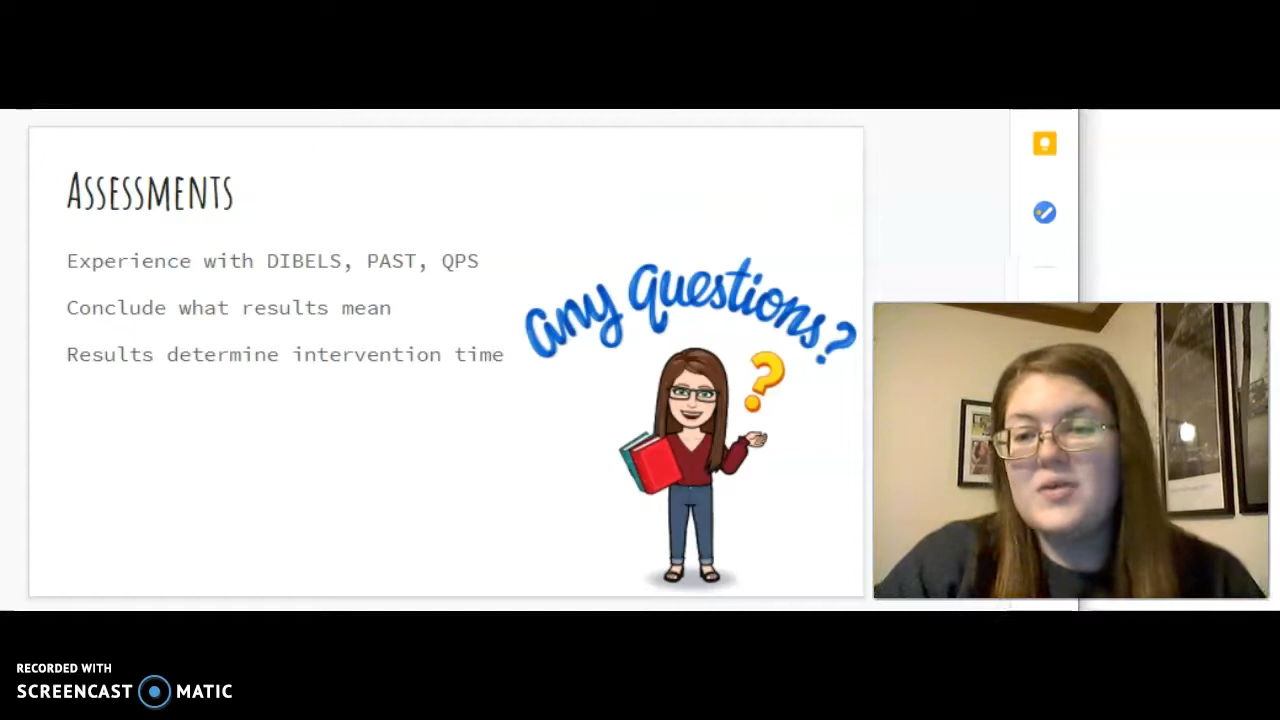 ASSESSMENTS
Experience with DIBELS, PAST, QPS
Conclude what results mean
Results determine intervention time
any questions?
?
RECORDED WITH
SCREENCAST MATIC